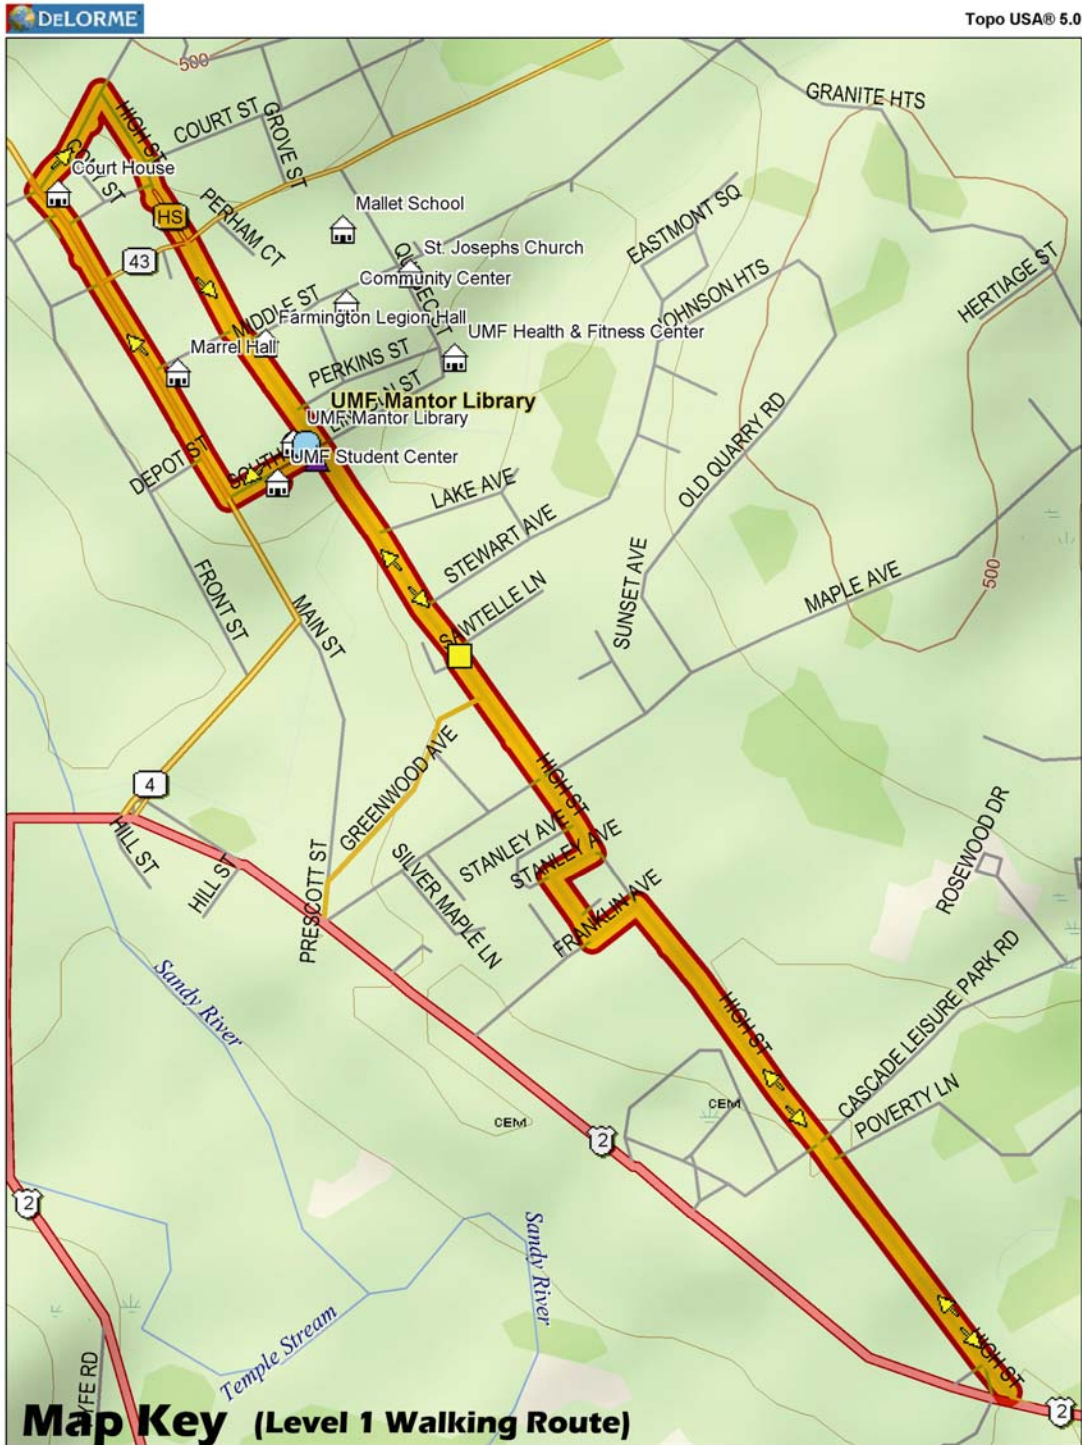 DELORME
Topo USA® 5.0
500
GRANITE HTS
HIGH ST
COURT ST
GROVE ST
Court House
PERHAM CT
HS
Mallet School
EASTMONT SQ
St. Josephs Church
43
Community Center
JOHNSON HTS
HERTIAGE ST
MIDDLE ST
Farmington Legion Hall
UMF Health & Fitness Center
Marrel Hall
PERKINS ST
UMF Mantor Library
UMF Mantor Library
DEPOT ST
SOUTH
UMF Student Center
OLD QUARRY RD
LAKE AVE
STEWART AVE
FRONT ST
MAIN ST
SAWTELLE LN
SUNSET AVE
MAPLE AVE
500
4
GREENWOOD AVE
HIGH ST
HILL ST
HILL ST
STANLEY AVE
STANLEY AVE
PRESCOTT ST
SILVER MAPLE LN
FRANKLIN AVE
ROSEWOOD DR
Sandy River
HIGH ST
CASCADE LEISURE PARK RD
CEM
CEM
POVERTY LN
2
2
Sandy River
Temple Stream
HIGH ST
2
Map Key (Level 1 Walking Route)